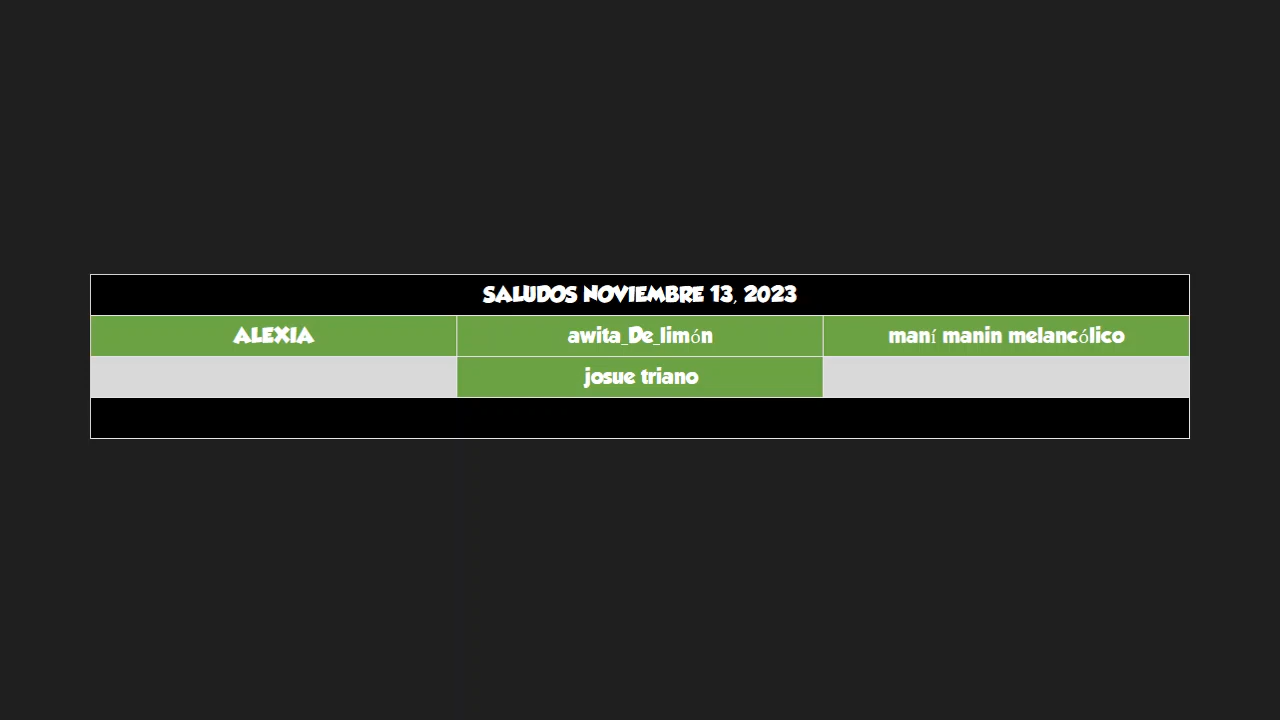 SALUDOS NOVIEMBRE 13, 2023
ALEXIA awita_De_limón maní manin melancólico
josue triano